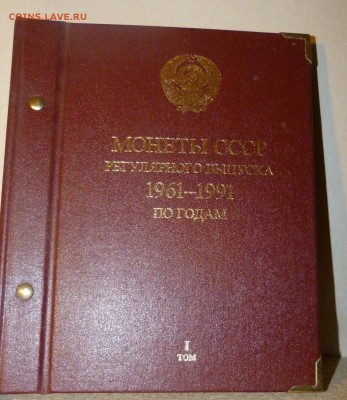 COINS.LAVE.RU
МОНЕТЫ СССР
РЕГУЛЯРНОГО ВЫПУСКА
1961–1991
ПО ГОДАМ
I
ТОМ